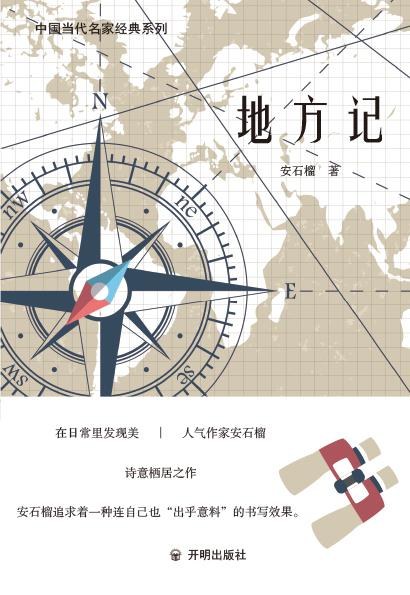 中国当代名家经典系列
地方记
安石榴 著
N
nw
ne
E
sw
se
在日常里发现美 | 人气作家安石榴
诗意栖居之作
安石榴追求着一种连自己也“出乎意料”的书写效果。
开明出版社